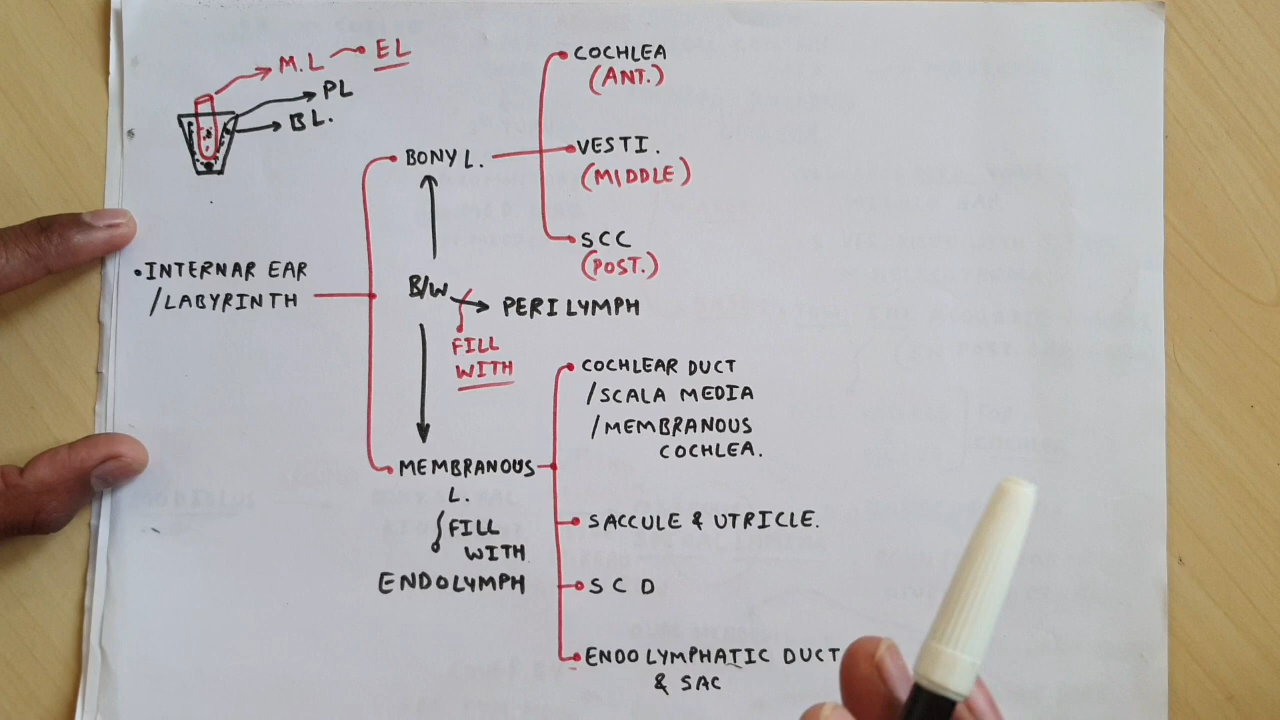 M.L EL
PL
BL.
COCHLEA
(ANT.)
BONY L.
VESTI.
(MIDDLE)
SCC
(POST.)
•INTERNAR EAR
/LABYRINTH
B/W
PERILYMPH
FILL
WITH
COCHLEAR DUCT
/SCALA MEDIA
/MEMBRANOUS
COCHLEA.
MEMBRANOUS
L.
FILL
WITH
ENDOLYMPH
SACCULE & UTRICLE.
S C D
ENDOLYMPHATIC DUCT
& SAC